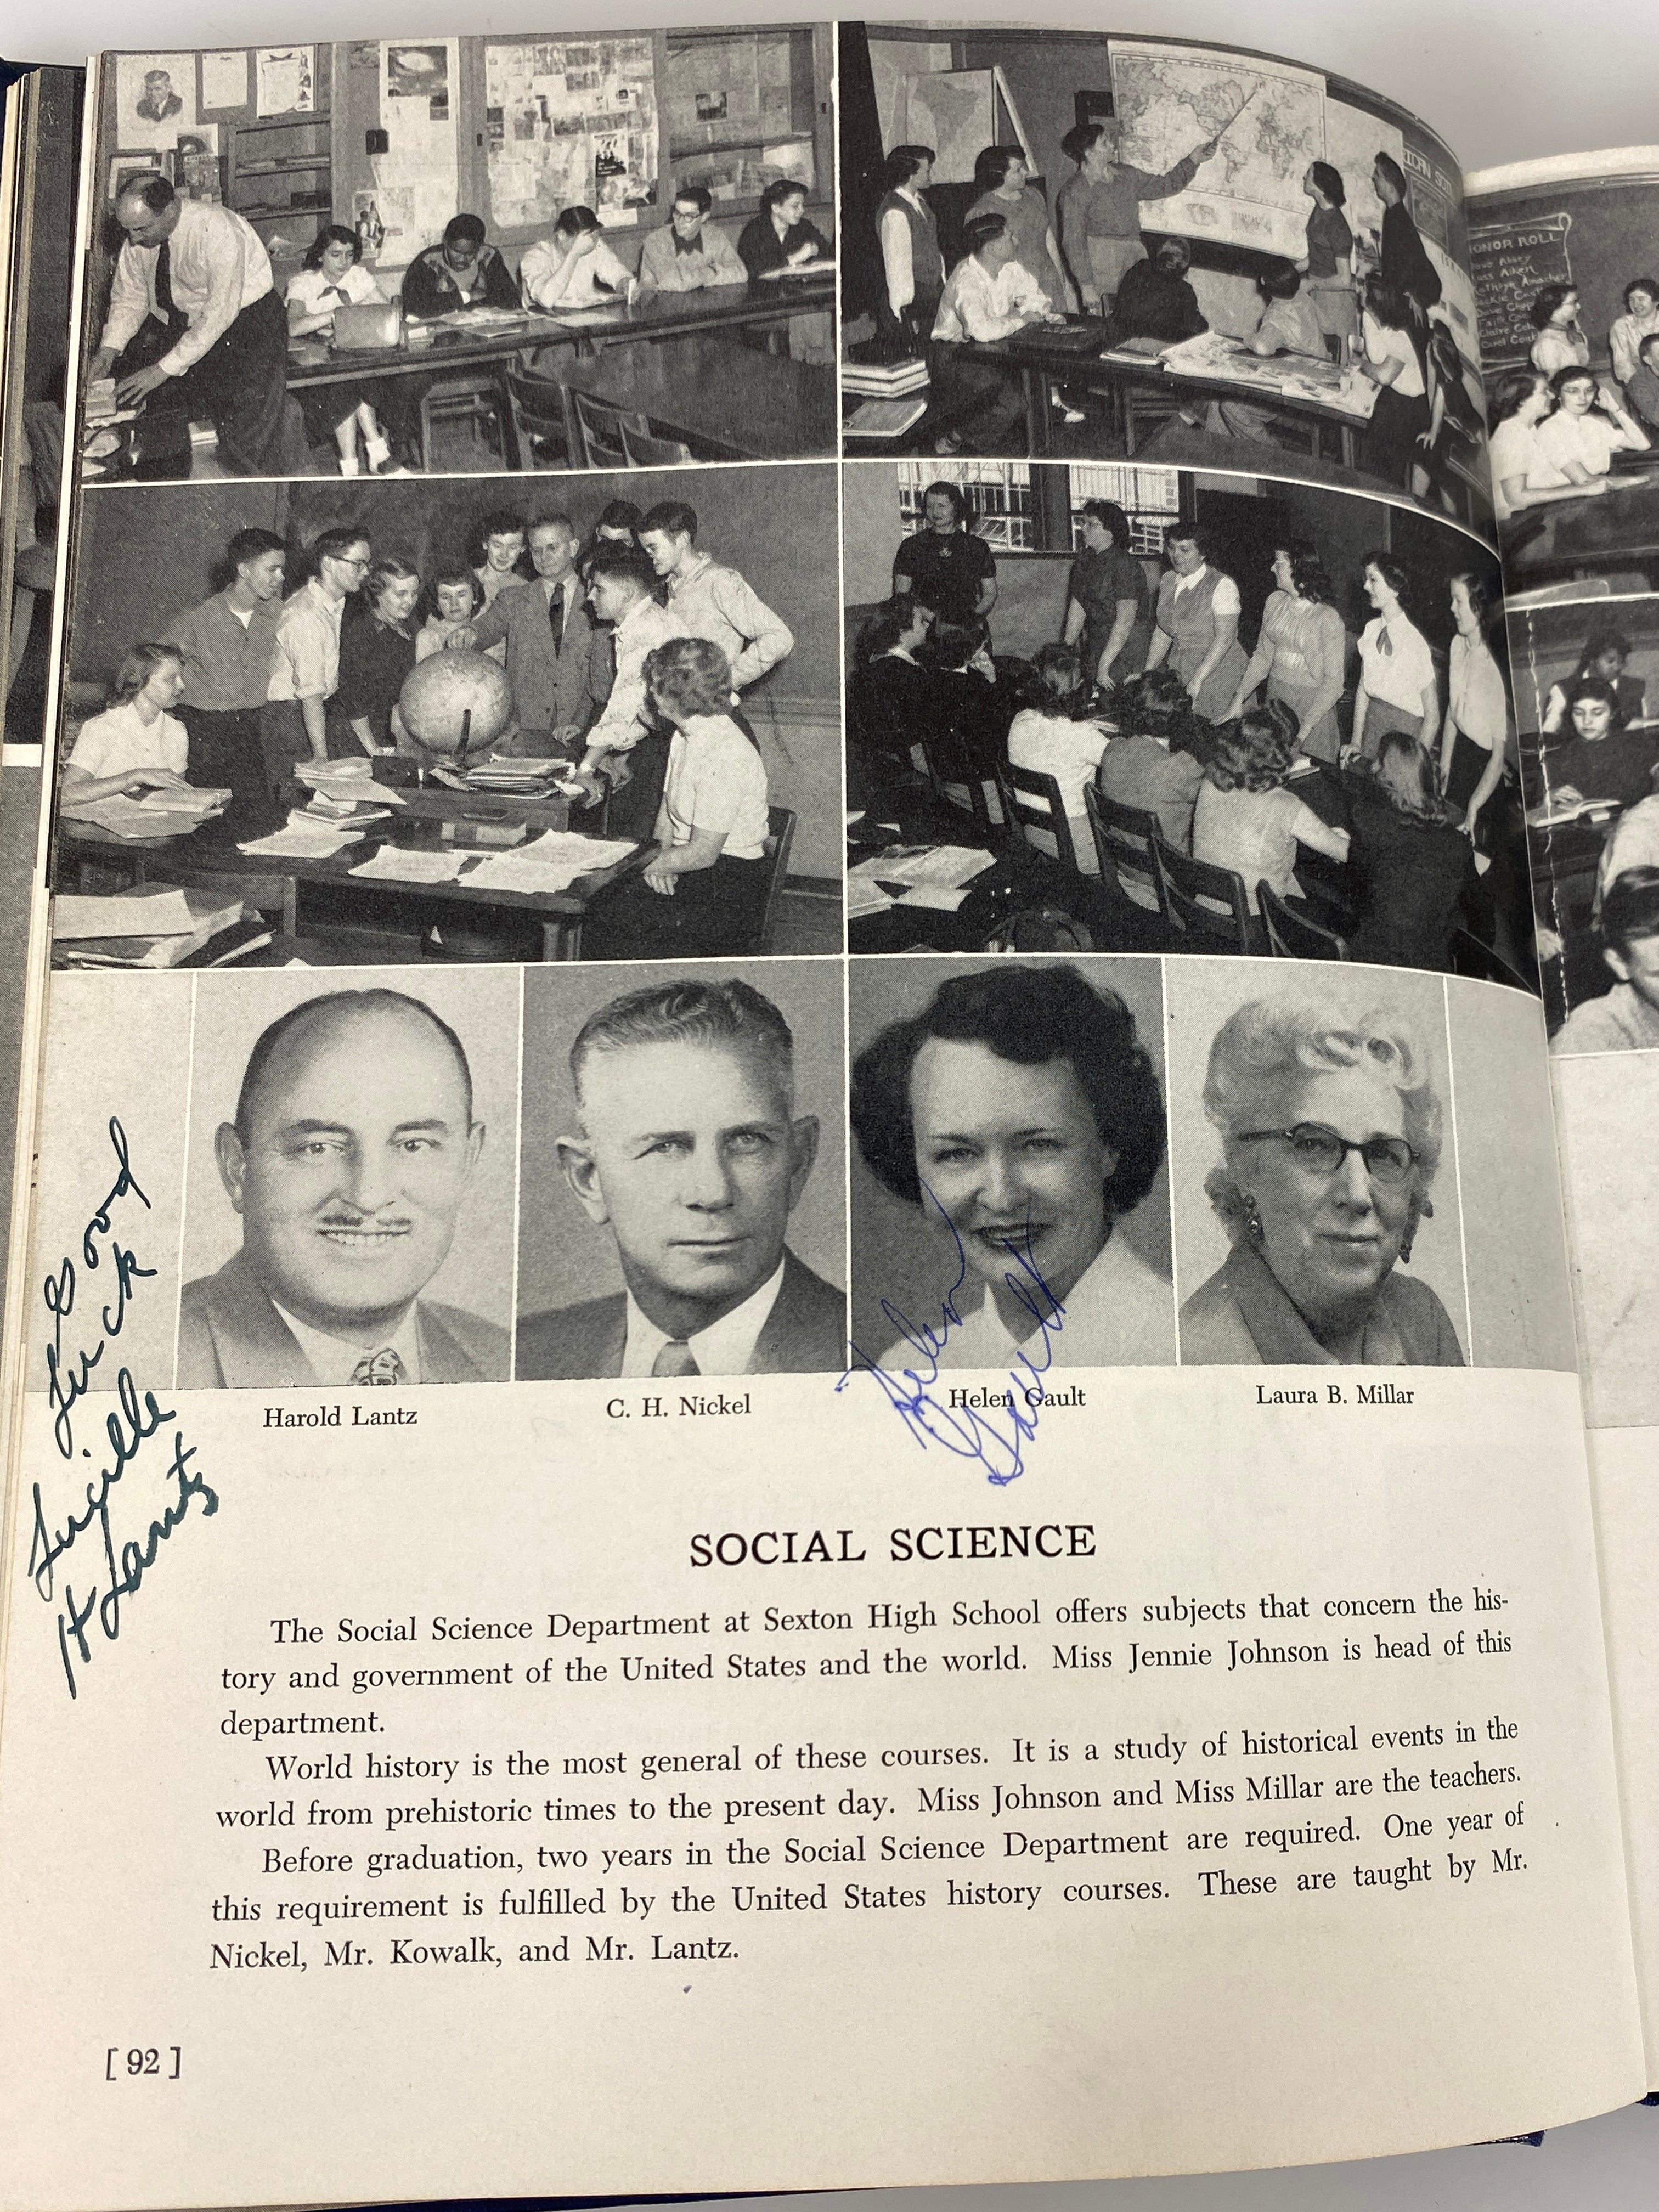 ICAN SC
HONOR ROLL
Good
Luck
Lucille
H Lantz
Helen
Gault
Harold Lantz
C. H. Nickel
Helen Gault
Laura B. Millar
SOCIAL SCIENCE
The Social Science Department at Sexton High School offers subjects that concern the his-
tory and government of the United States and the world. Miss Jennie Johnson is head of this
department.
World history is the most general of these courses. It is a study of historical events in the
world from prehistoric times to the present day. Miss Johnson and Miss Millar are the teachers.
Before graduation, two years in the Social Science Department are required. One year of
this requirement is fulfilled by the United States history courses. These are taught by Mr.
Nickel, Mr. Kowalk, and Mr. Lantz.
[ 92 ]